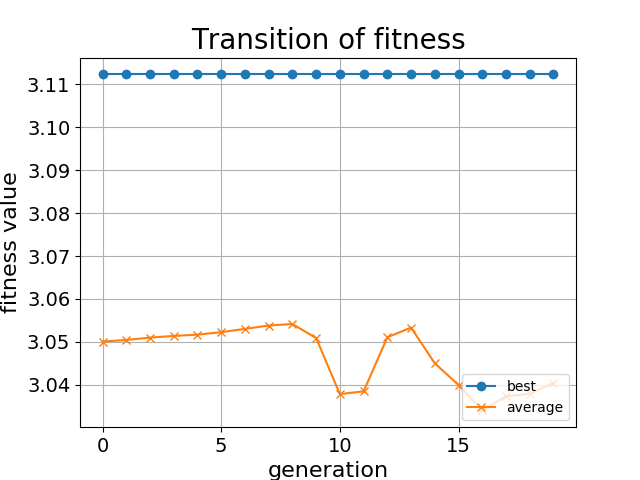 Transition of fitness
fitness value
3.11
3.10
3.09
3.08
3.07
3.06
3.05
3.04
0 5 10 15
generation
best
average